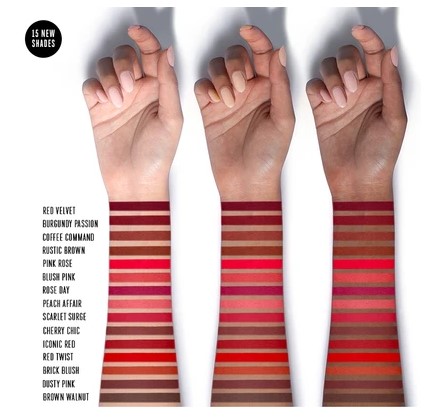 15 NEW
SHADES
RED VELVET
BURGUNDY PASSION
COFFEE COMMAND
RUSTIC BROWN
PINK ROSE
BLUSH PINK
ROSE DAY
PEACH AFFAIR
SCARLET SURGE
CHERRY CHIC
ICONIC RED
RED TWIST
BRICK BLUSH
DUSTY PINK
BROWN WALNUT